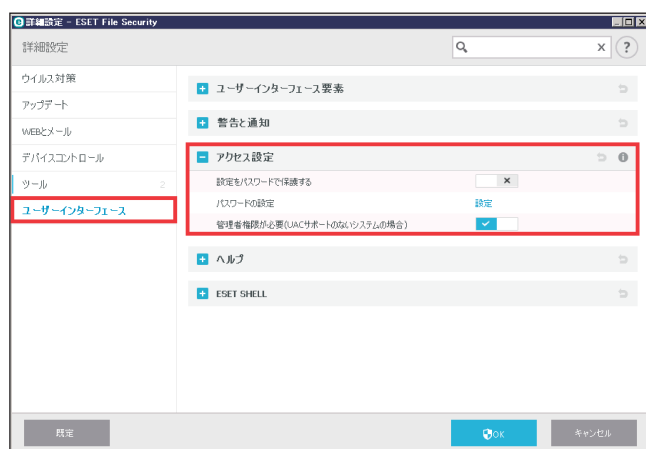 詳細設定 - ESET File Security
詳細設定
?
ウイルス対策
アップデート
WEBとメール
デバイスコントロール
ツール 2
ユーザーインターフェース
ユーザーインターフェース要素
警告と通知
アクセス設定
設定をパスワードで保護する
パスワードの設定 設定
管理者権限が必要(UACサポートのないシステムの場合)
ヘルプ
ESET SHELL
既定
OK
キャンセル